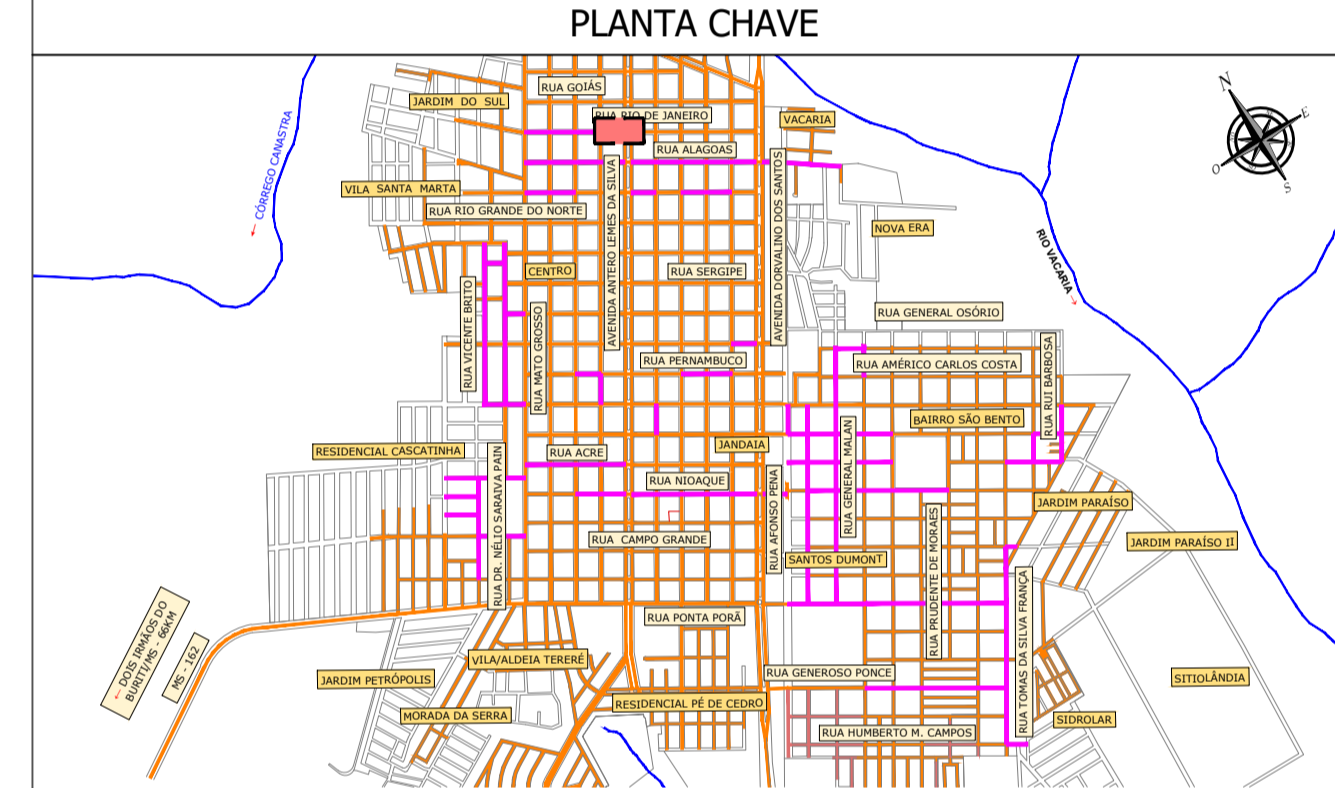 PLANTA CHAVE
RUA GOIÁS
JARDIM DO SUL
RUA RIO DE JANEIRO
VACARIA
N
E
O
S
CÓRREGO CANASTRA
RUA ALAGOAS
VILA SANTA MARTA
RUA RIO GRANDE DO NORTE
AVENIDA ANTERO LEMES DA SILVA
AVENIDA DORVALINO DOS SANTOS
NOVA ERA
RIO VACARIA
CENTRO
RUA SERGIPE
RUA VICENTE BRITO
RUA MATO GROSSO
RUA GENERAL OSÓRIO
RUA PERNAMBUCO
RUA AMÉRICO CARLOS COSTA
RUA RUI BARBOSA
BAIRRO SÃO BENTO
RESIDENCIAL CASCATINHA
RUA ACRE
JANDAIA
RUA GENERAL MALAN
RUA DR. NÉLIO SARAIVA PAIN
RUA NIOAQUE
RUA AFONSO PENA
JARDIM PARAÍSO
RUA CAMPO GRANDE
JARDIM PARAÍSO II
SANTOS DUMONT
RUA PRUDENTE DE MORAES
RUA TOMAS DA SILVA FRANÇA
← DOIS IRMÃOS DO
BURITI/MS - 66KM
MS - 162
RUA PONTA PORÃ
VILA/ALDEIA TERERÉ
JARDIM PETRÓPOLIS
RUA GENEROSO PONCE
SITIOLÂNDIA
RESIDENCIAL PÉ DE CEDRO
MORADA DA SERRA
SIDROLAR
RUA HUMBERTO M. CAMPOS